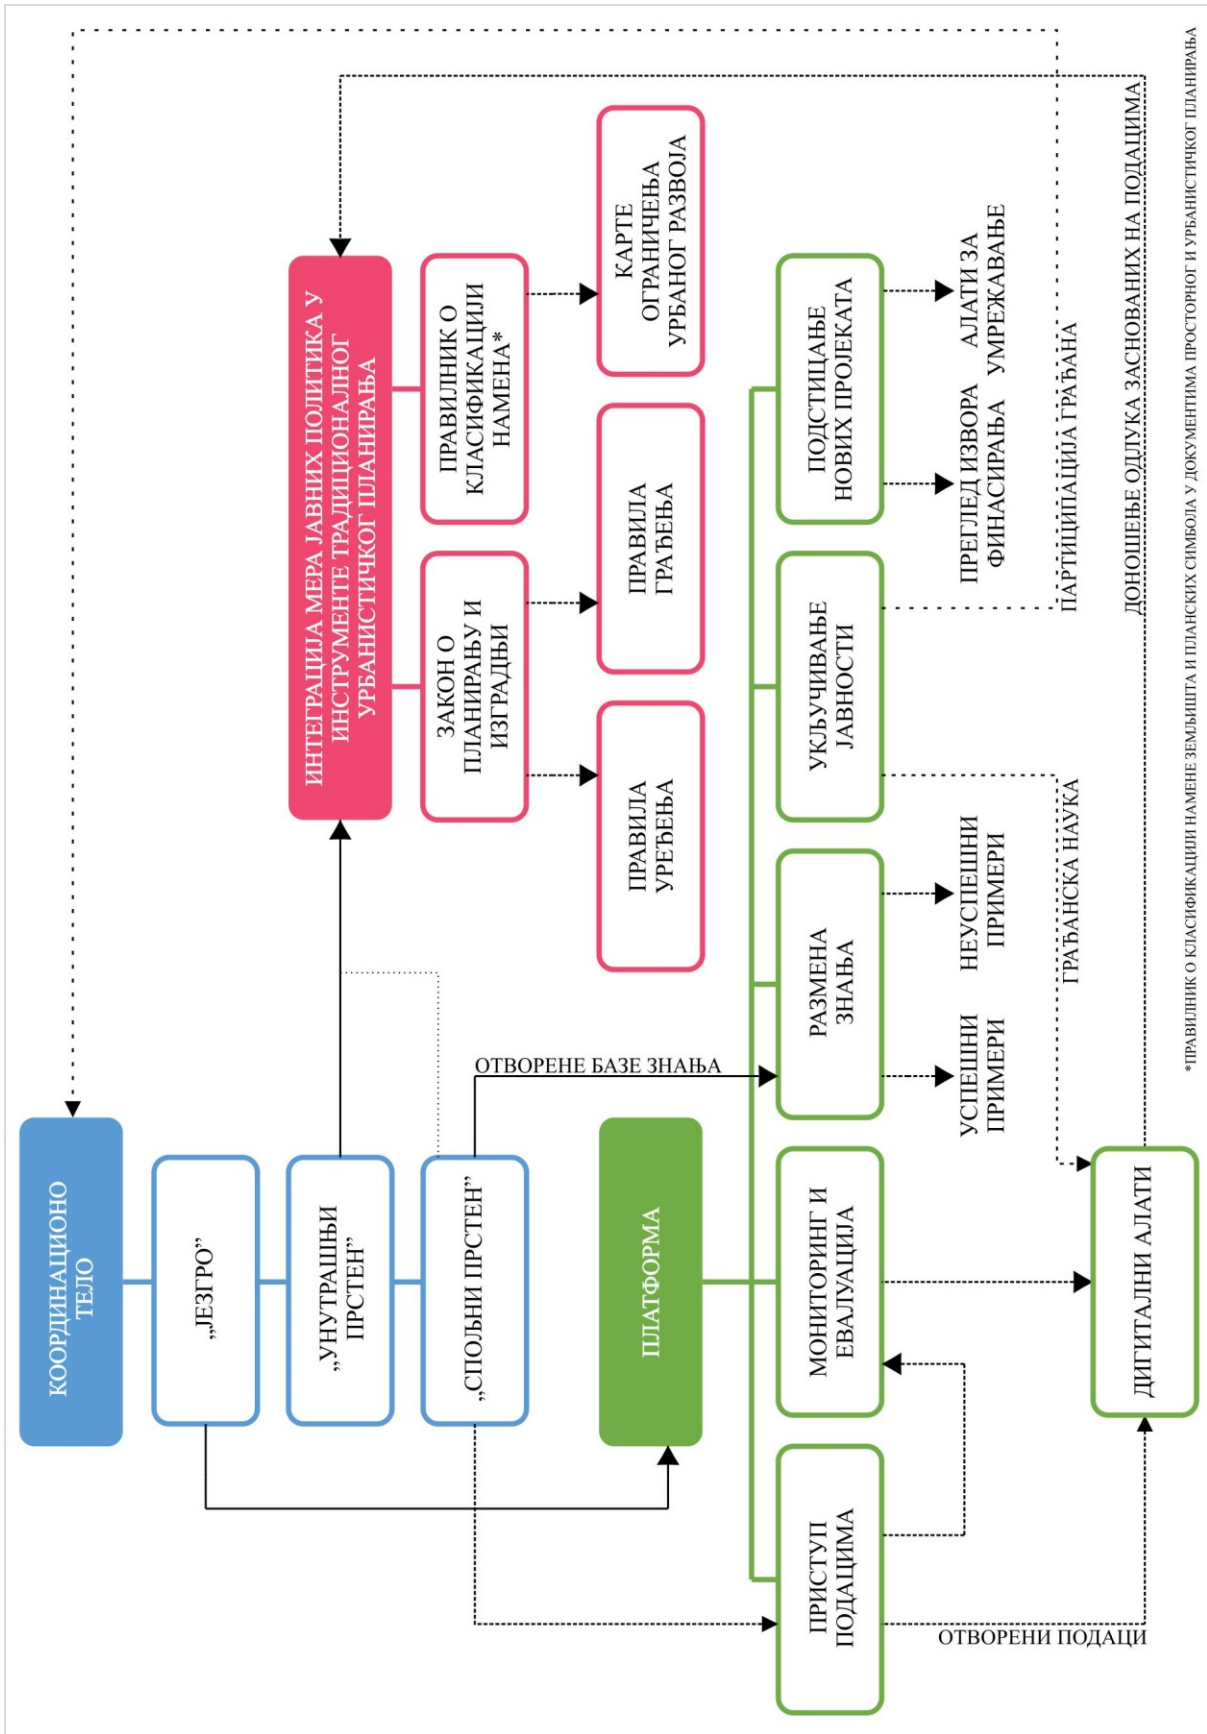 КООРДИНАЦИОНО
ТЕЛО
„ЈЕЗГРО”
„УНУТРАШЊИ
ПРСТЕН”
„СПОЉНИ ПРСТЕН”
ИНТЕГРАЦИЈА МЕРА ЈАВНИХ ПОЛИТИКА У
ИНСТРУМЕНТЕ ТРАДИЦИОНАЛНОГ
УРБАНИСТИЧКОГ ПЛАНИРАЊА
ЗАКОН О
ПЛАНИРАЊУ И
ИЗГРАДЊИ
ПРАВИЛНИК О
КЛАСИФИКАЦИЈИ
НАМЕНА*
ПРАВИЛА
УРЕЂЕЊА
ПРАВИЛА
ГРАЂЕЊА
КАРТЕ
ОГРАНИЧЕЊА
УРБАНОГ РАЗВОЈА
ОТВОРЕНЕ БАЗЕ ЗНАЊА
ПЛАТФОРМА
ПРИСТУП
ПОДАЦИМА
МОНИТОРИНГ И
ЕВАЛУАЦИЈА
РАЗМЕНА
ЗНАЊА
УКЉУЧИВАЊЕ
ЈАВНОСТИ
ПОДСТИЦАЊЕ
НОВИХ ПРОЈЕКАТА
УСПЕШНИ
ПРИМЕРИ
НЕУСПЕШНИ
ПРИМЕРИ
ПРЕГЛЕД ИЗВОРА
ФИНАСИРАЊА
АЛАТИ ЗА
УМРЕЖАВАЊЕ
ОТВОРЕНИ ПОДАЦИ
ГРАЂАНСКА НАУКА
ПАРТИЦИПАЦИЈА ГРАЂАНА
ДОНОШЕЊЕ ОДЛУКА ЗАСНОВАНИХ НА ПОДАЦИМА
ДИГИТАЛНИ АЛАТИ
*ПРАВИЛНИК О КЛАСИФИКАЦИЈИ НАМЕНЕ ЗЕМЉИШТА И ПЛАНСКИХ СИМБОЛА У ДОКУМЕНТИМА ПРОСТОРНОГ И УРБАНИСТИЧКОГ ПЛАНИРАЊА